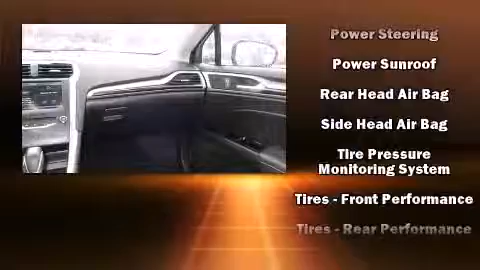 Power Steering
Power Sunroof
Rear Head Air Bag
Side Head Air Bag
Tire Pressure
Monitoring System
Tires - Front Performance
Tires - Rear Performance